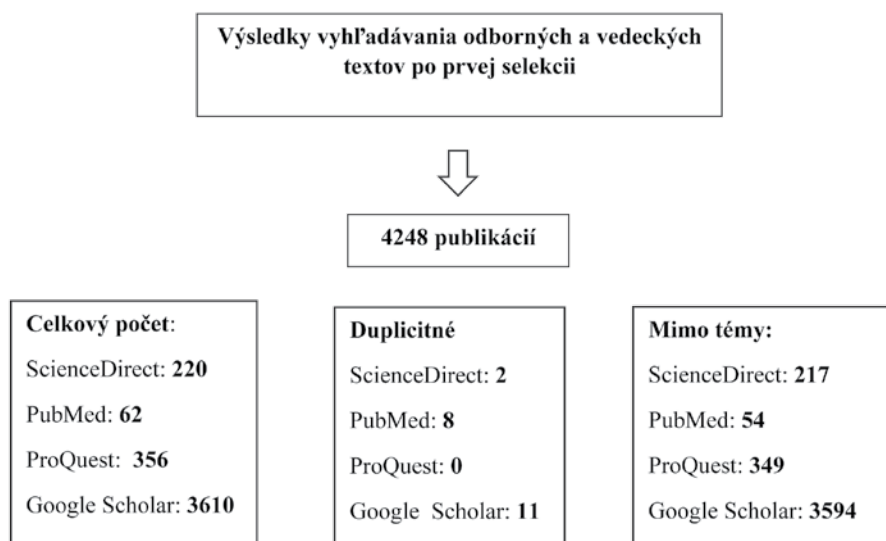 Výsledky vyhľadávania odborných a vedeckých
textov po prvej selekcii
4248 publikácií
Celkový počet:
ScienceDirect: 220
PubMed: 62
ProQuest: 356
Google Scholar: 3610
Duplicitné
ScienceDirect: 2
PubMed: 8
ProQuest: 0
Google Scholar: 11
Mimo témy:
ScienceDirect: 217
PubMed: 54
ProQuest: 349
Google Scholar: 3594